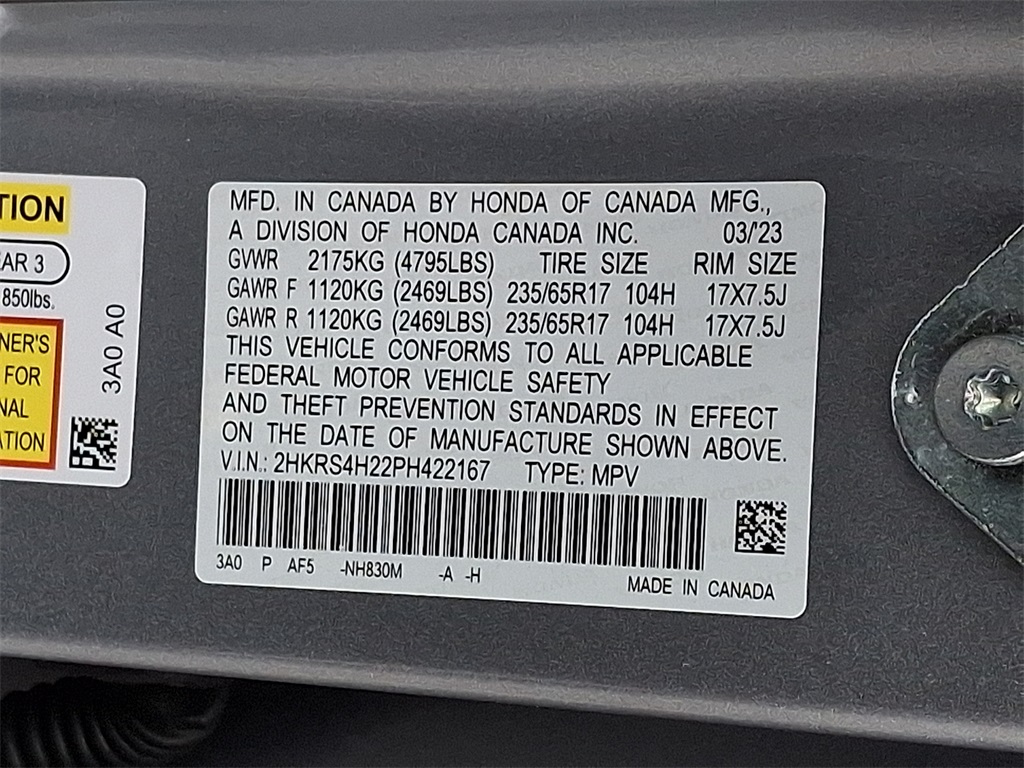 TION
AR 3
850lbs.
NER'S
FOR
NAL
ATION
3A0 A0
MFD. IN CANADA BY HONDA OF CANADA MFG.,
A DIVISION OF HONDA CANADA INC. 03/'23
GVWR 2175KG (4795LBS) TIRE SIZE RIM SIZE
GAWR F 1120KG (2469LBS) 235/65R17 104H 17X7.5J
GAWR R 1120KG (2469LBS) 235/65R17 104H 17X7.5J
THIS VEHICLE CONFORMS TO ALL APPLICABLE
FEDERAL MOTOR VEHICLE SAFETY
AND THEFT PREVENTION STANDARDS IN EFFECT
ON THE DATE OF MANUFACTURE SHOWN ABOVE.
V.I.N.: 2HKRS4H22PH422167 TYPE: MPV
3A0 P AF5 -NH830M -A -H
MADE IN CANADA